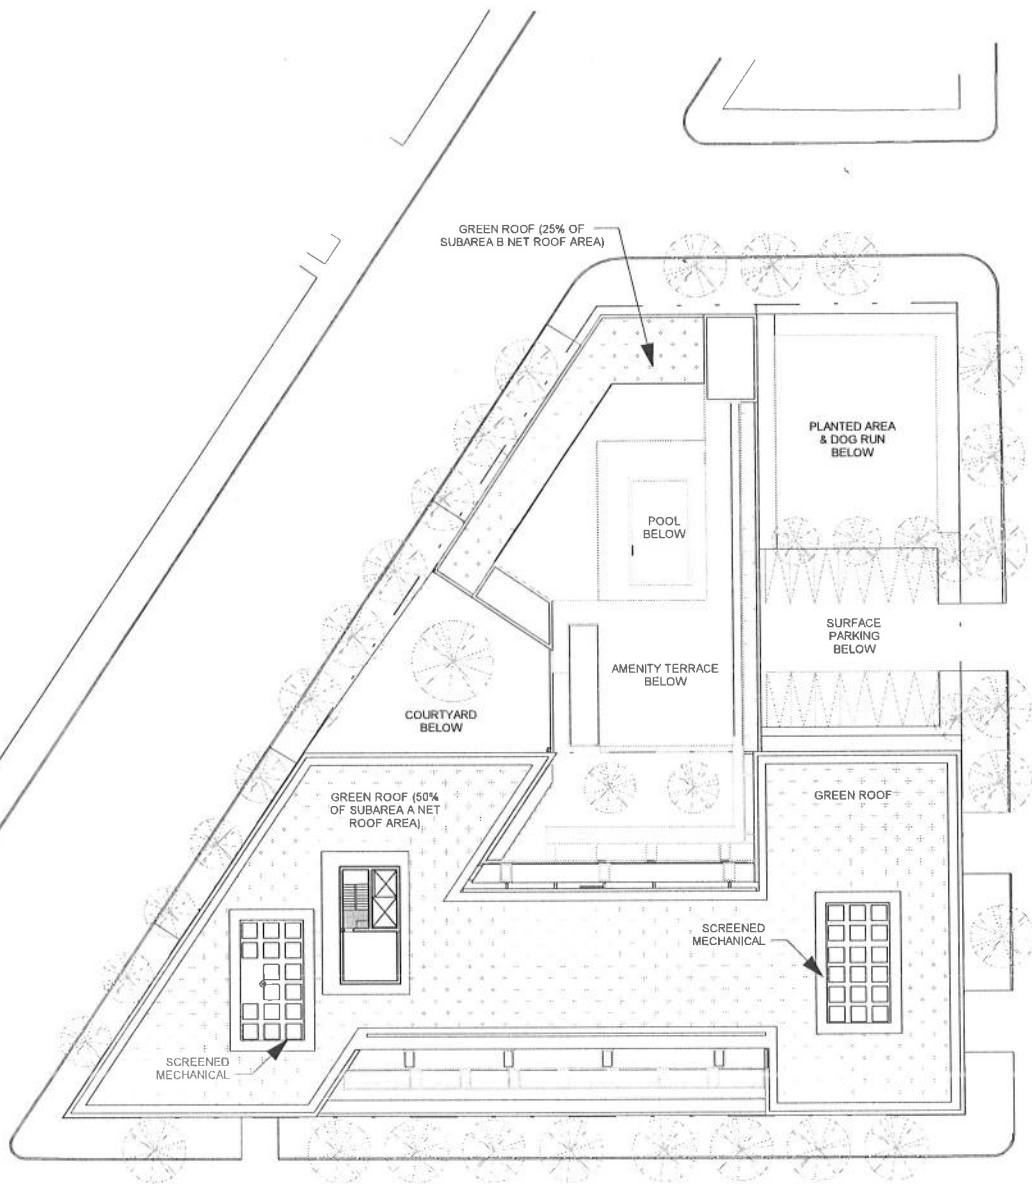 GREEN ROOF (25% OF
SUBAREA B NET ROOF AREA)
PLANTED AREA
& DOG RUN
BELOW
POOL
BELOW
SURFACE
PARKING
BELOW
AMENITY TERRACE
BELOW
COURTYARD
BELOW
GREEN ROOF (50%
OF SUBAREA A NET
ROOF AREA)
GREEN ROOF
SCREENED
MECHANICAL
SCREENED
MECHANICAL